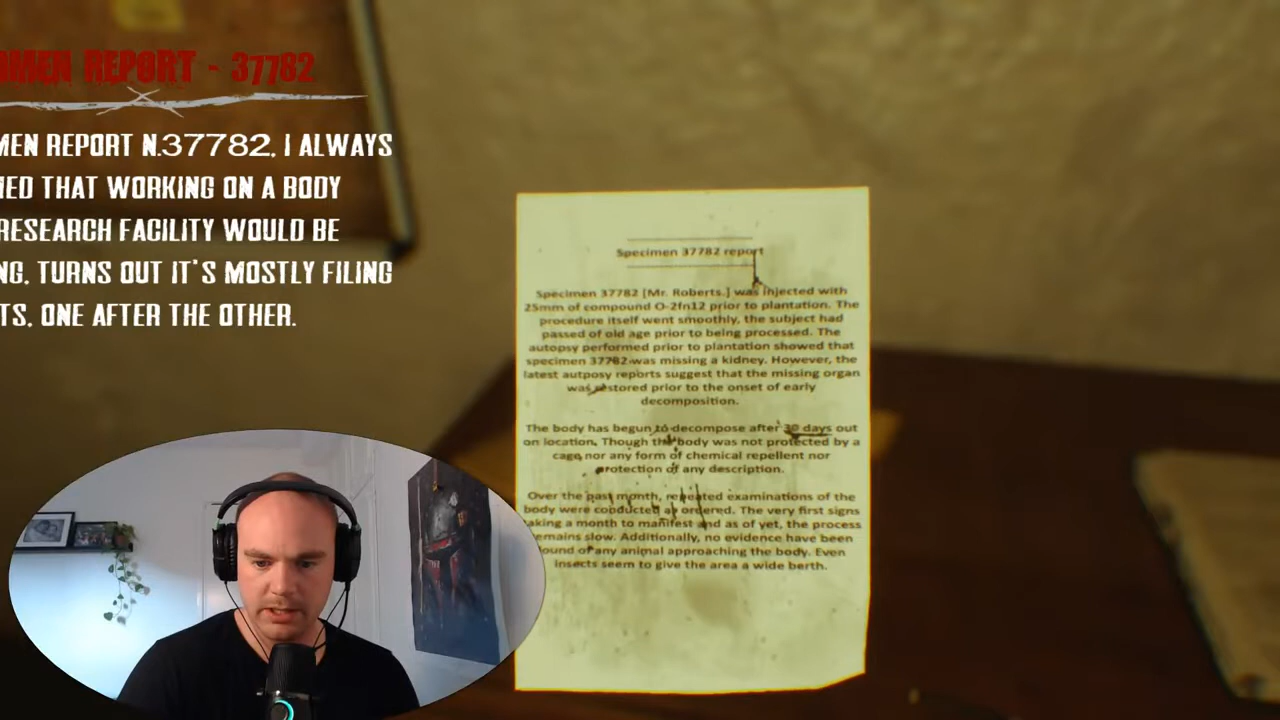 MEN REPORT - 37782
MEN REPORT N.37782. I ALWAYS
ED THAT WORKING ON A BODY
RESEARCH FACILITY WOULD BE
NG. TURNS OUT IT'S MOSTLY FILING
TS. ONE AFTER THE OTHER.
Specimen 37782 report
Specimen 37782 [Mr. Roberts.] was injected with
25mm of compound O-2fn12 prior to plantation. The
procedure itself went smoothly, the subject had
passed of old age prior to being processed. The
autopsy performed prior to plantation showed that
specimen 37782 was missing a kidney. However, the
latest autposy reports suggest that the missing organ
was restored prior to the onset of early
decomposition.
The body has begun to decompose after 30 days out
on location. Though the body was not protected by a
cage nor any form of chemical repellent nor
protection of any description.
Over the past month, repeated examinations of the
body were conducted as ordered. The very first signs
taking a month to manifest and as of yet, the process
remains slow. Additionally, no evidence have been
found of any animal approaching the body. Even
insects seem to give the area a wide berth.